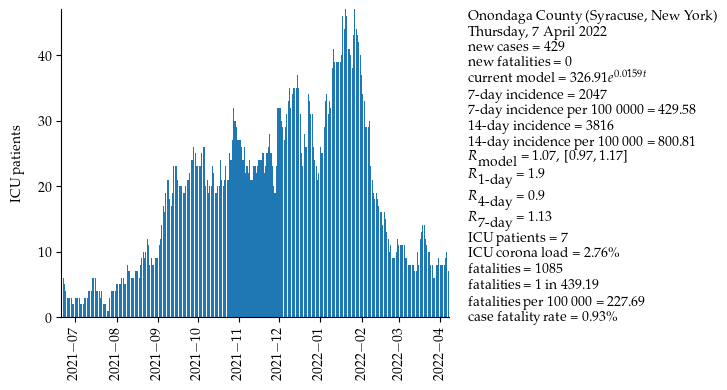 Onondaga County (Syracuse, New York)
Thursday, 7 April 2022
new cases = 429
new fatalities = 0
current model = 326.91e^0.0159t
7-day incidence = 2047
7-day incidence per 100 0000 = 429.58
14-day incidence = 3816
14-day incidence per 100 000 = 800.81
R_model = 1.07, [0.97, 1.17]
R_1-day = 1.9
R_4-day = 0.9
R_7-day = 1.13
ICU patients = 7
ICU corona load = 2.76%
fatalities = 1085
fatalities = 1 in 439.19
fatalities per 100 000 = 227.69
case fatality rate = 0.93%
ICU patients
40
30
20
10
0
2021−07
2021−08
2021−09
2021−10
2021−11
2021−12
2022−01
2022−02
2022−03
2022−04